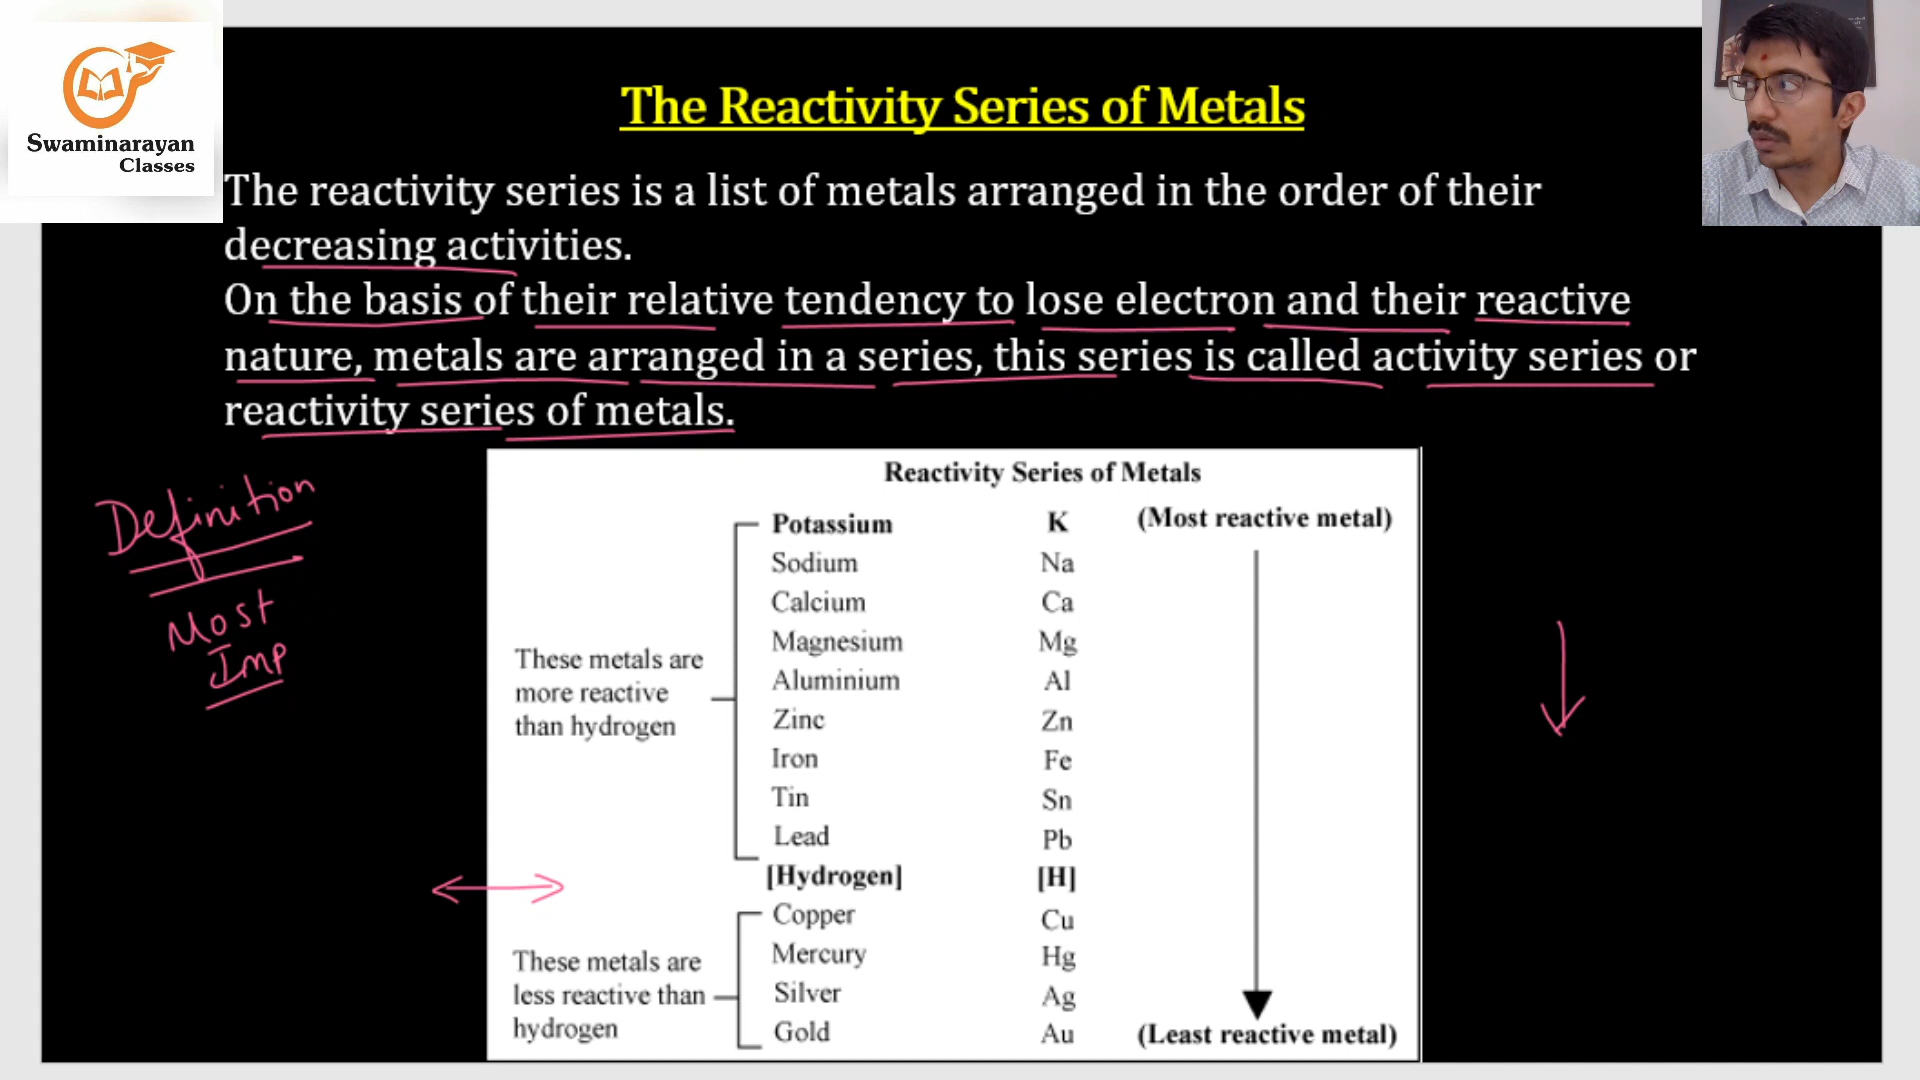 Swaminarayan
Classes
The Reactivity Series of Metals
The reactivity series is a list of metals arranged in the order of their
decreasing activities.
On the basis of their relative tendency to lose electron and their reactive
nature, metals are arranged in a series, this series is called activity series or
reactivity series of metals.
Definition
Most
Imp
Reactivity Series of Metals
Potassium K (Most reactive metal)
Sodium Na
Calcium Ca
Magnesium Mg
Aluminium Al
Zinc Zn
Iron Fe
Tin Sn
Lead Pb
These metals are
more reactive
than hydrogen
[Hydrogen] [H]
Copper Cu
Mercury Hg
Silver Ag
Gold Au (Least reactive metal)
These metals are
less reactive than
hydrogen